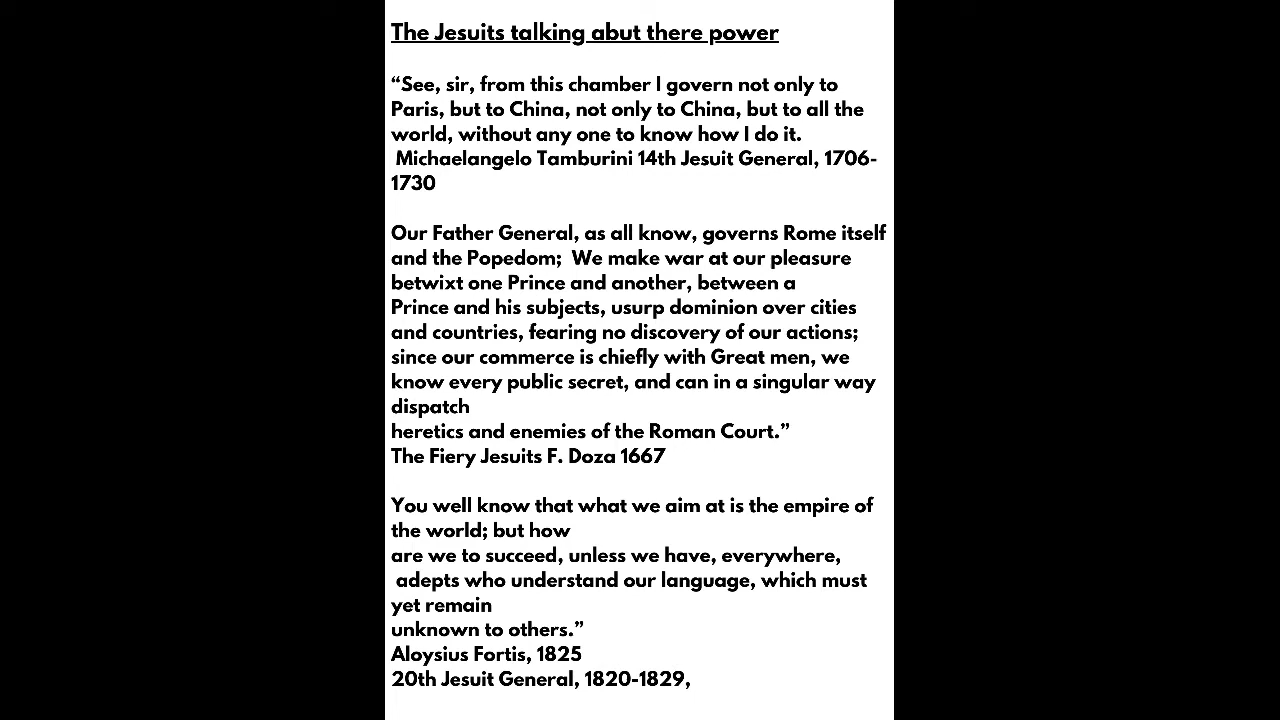 The Jesuits talking abut there power
“See, sir, from this chamber I govern not only to
Paris, but to China, not only to China, but to all the
world, without any one to know how I do it.
Michaelangelo Tamburini 14th Jesuit General, 1706-
1730
Our Father General, as all know, governs Rome itself
and the Popedom; We make war at our pleasure
betwixt one Prince and another, between a
Prince and his subjects, usurp dominion over cities
and countries, fearing no discovery of our actions;
since our commerce is chiefly with Great men, we
know every public secret, and can in a singular way
dispatch
heretics and enemies of the Roman Court.”
The Fiery Jesuits F. Doza 1667
You well know that what we aim at is the empire of
the world; but how
are we to succeed, unless we have, everywhere,
adepts who understand our language, which must
yet remain
unknown to others.”
Aloysius Fortis, 1825
20th Jesuit General, 1820-1829,